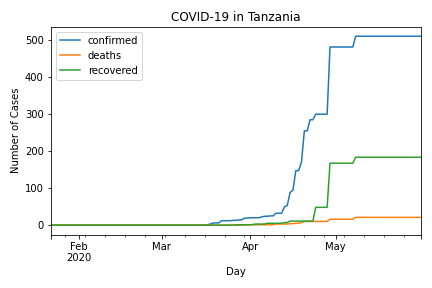 COVID-19 in Tanzania
confirmed
deaths
recovered
Number of Cases
500
400
300
200
100
0
Feb
2020
Mar
Apr
May
Day